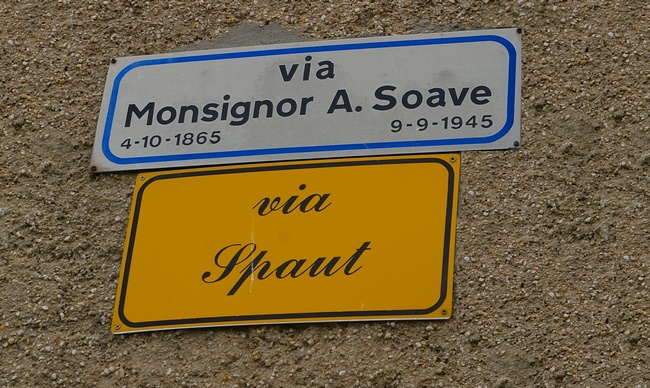 via
Monsignor A. Soave
4-10-1865 9-9-1945
via
Spaut